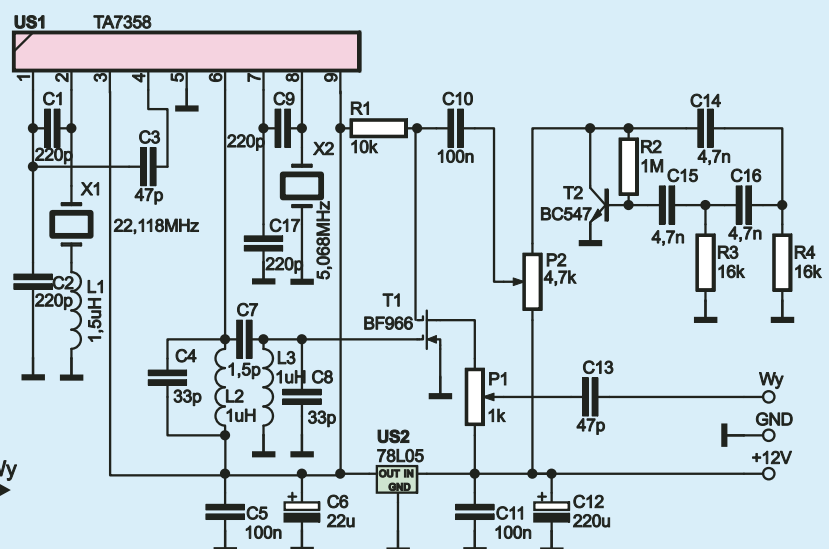 US1 TA7358
1 2 3 4 5 6 7 8 9
C1
220p
C3
47p
X1
22,118MHz
C2
220p
L1
1,5uH
C9
220p
X2
5,068MHz
C17
220p
R1
10k
C10
100n
C14
4,7n
R2
1M
C15
4,7n
C16
4,7n
T2
BC547
R3
16k
R4
16k
P2
4,7k
T1
BF966
C7
1,5p
C4
33p
L2
1uH
L3
1uH
C8
33p
P1
1k
C13
47p
Wy
GND
+12V
US2
78L05
OUT IN
GND
Wy
C5
100n
+
C6
22u
C11
100n
+
C12
220u